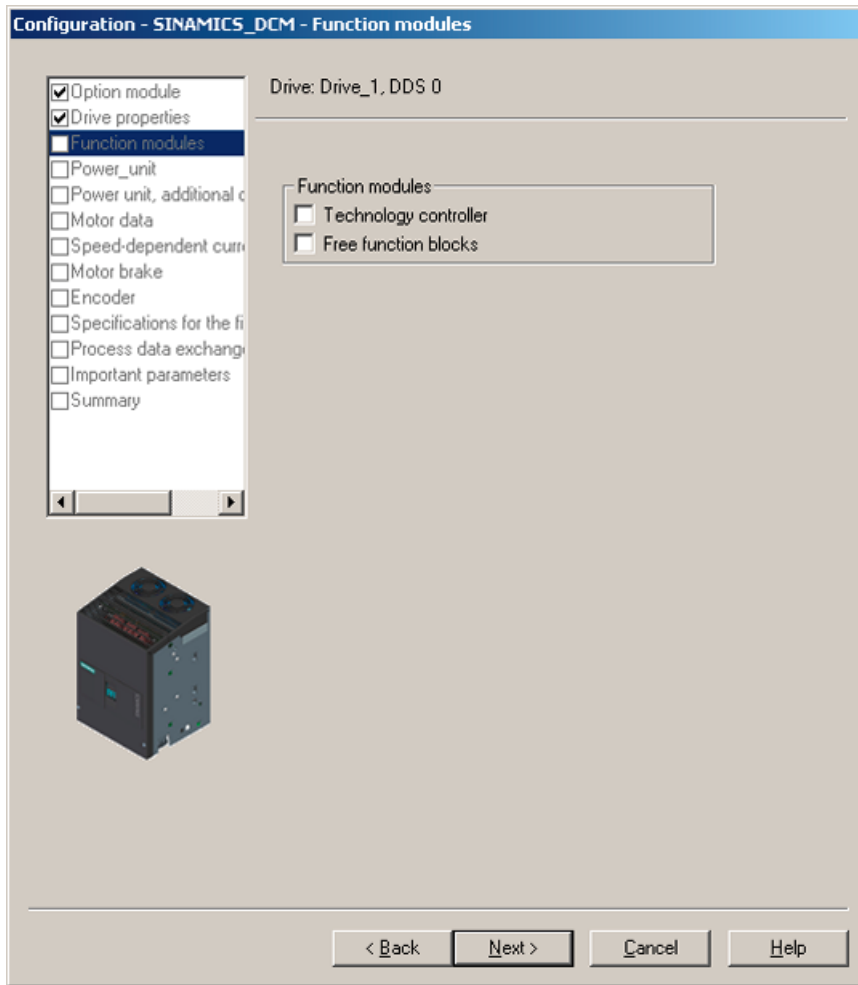 Configuration - SINAMICS_DCM - Function modules
Option module
Drive properties
Function modules
Power_unit
Power unit, additional
Motor data
Speed-dependent curr
Motor brake
Encoder
Specifications for the fi
Process data exchang
Important parameters
Summary
Drive: Drive_1, DDS 0
Function modules
Technology controller
Free function blocks
< Back
Next >
Cancel
Help